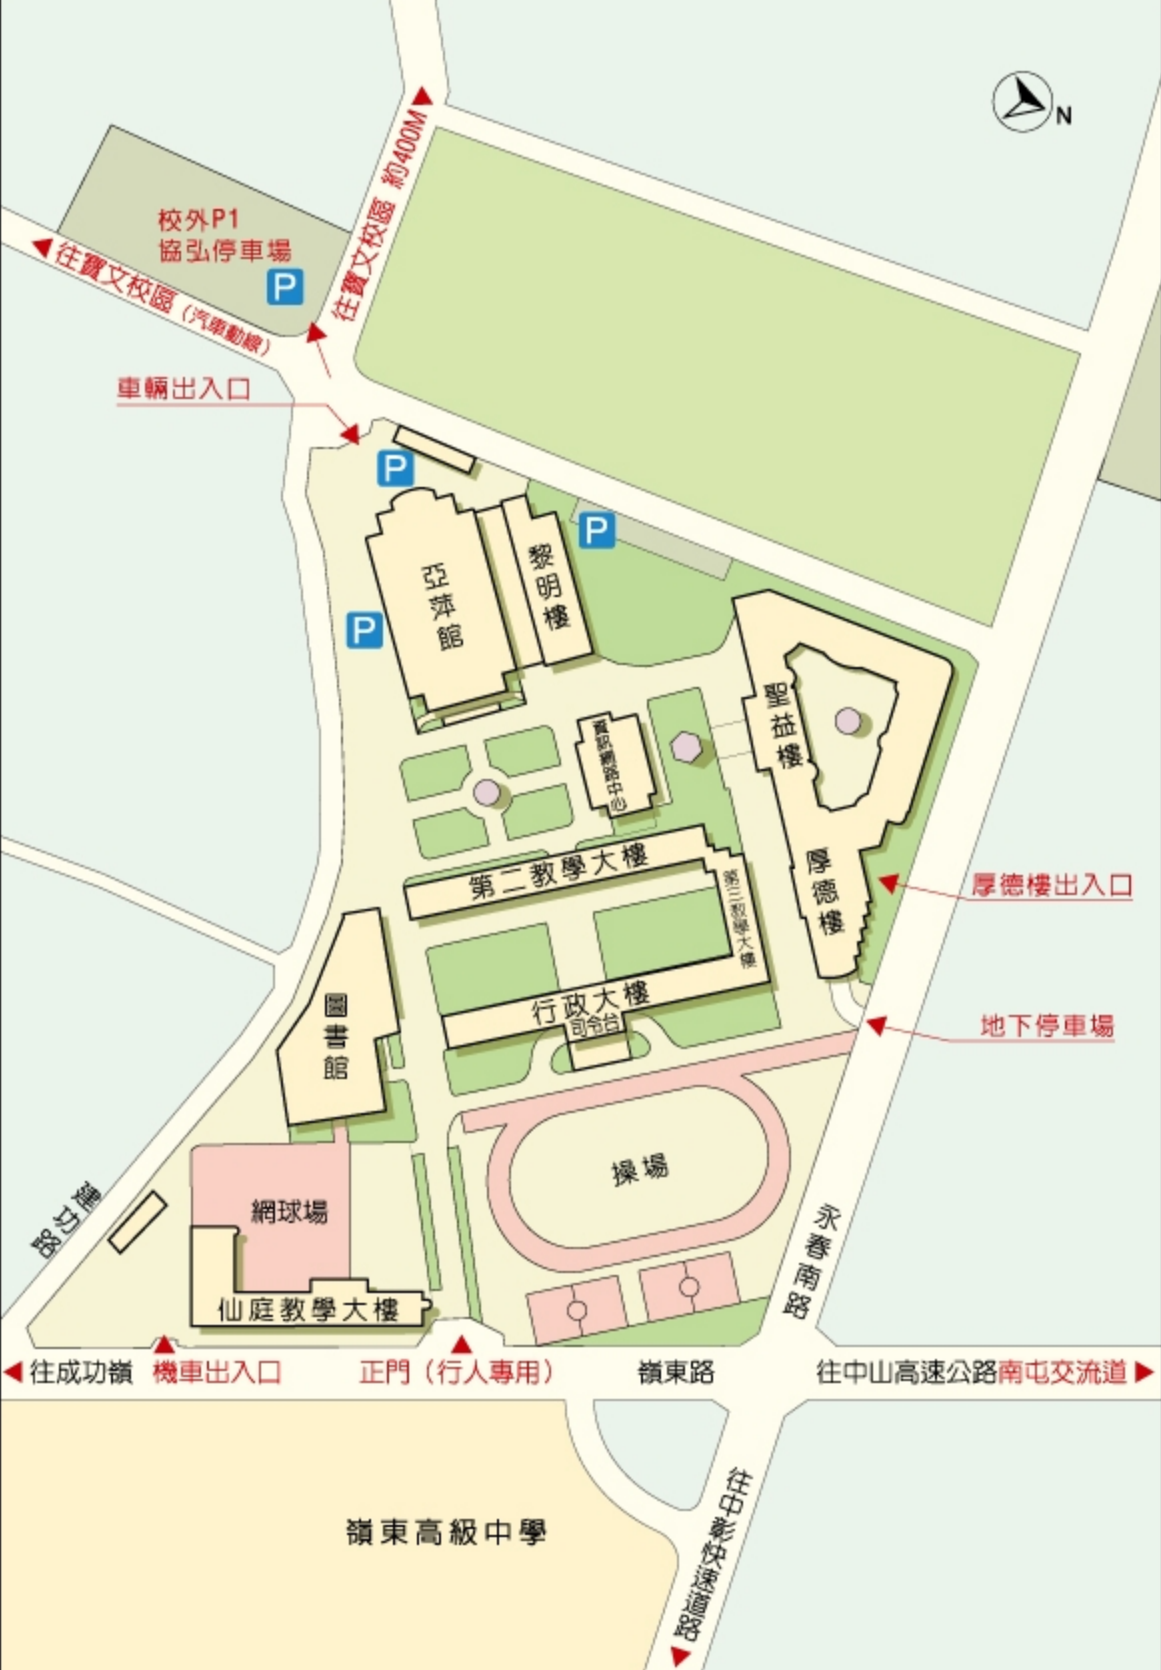 N
往寶文校區 約400M
校外P1
協弘停車場
P
往寶文校區（汽車動線）
車輛出入口
P
P
黎明樓
亞萍館
P
聖益樓
資訊網路中心
第二教學大樓
第三教學大樓
厚德樓
厚德樓出入口
行政大樓
司令台
圖書館
地下停車場
操場
網球場
建功路
永春南路
仙庭教學大樓
往成功嶺
機車出入口
正門（行人專用）
嶺東路
往中山高速公路南屯交流道
嶺東高級中學
往中彰快速道路